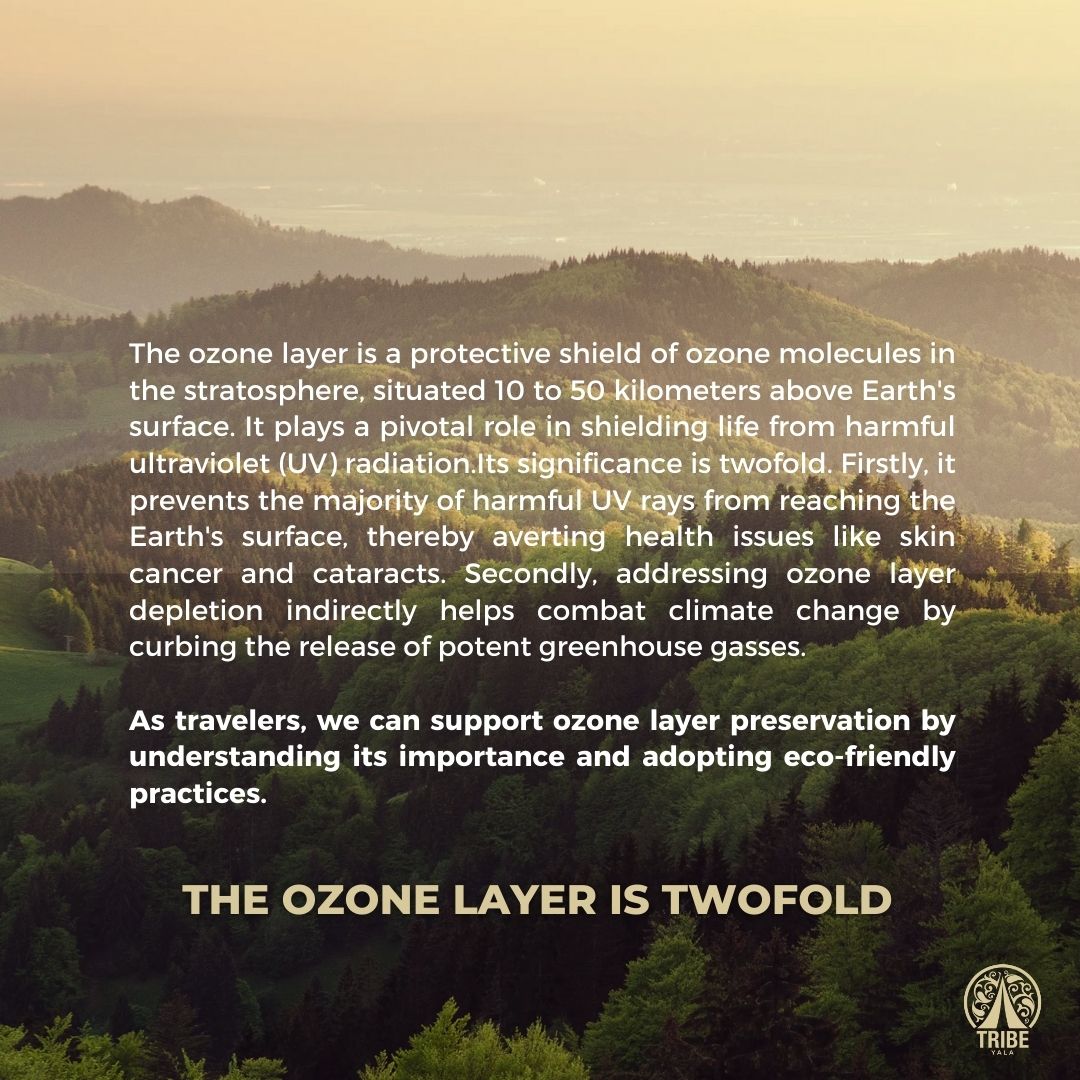 The ozone layer is a protective shield of ozone molecules in
the stratosphere, situated 10 to 50 kilometers above Earth's
surface. It plays a pivotal role in shielding life from harmful
ultraviolet (UV) radiation.Its significance is twofold. Firstly, it
prevents the majority of harmful UV rays from reaching the
Earth's surface, thereby averting health issues like skin
cancer and cataracts. Secondly, addressing ozone layer
depletion indirectly helps combat climate change by
curbing the release of potent greenhouse gasses.
As travelers, we can support ozone layer preservation by
understanding its importance and adopting eco-friendly
practices.
THE OZONE LAYER IS TWOFOLD
TRIBE
YALA